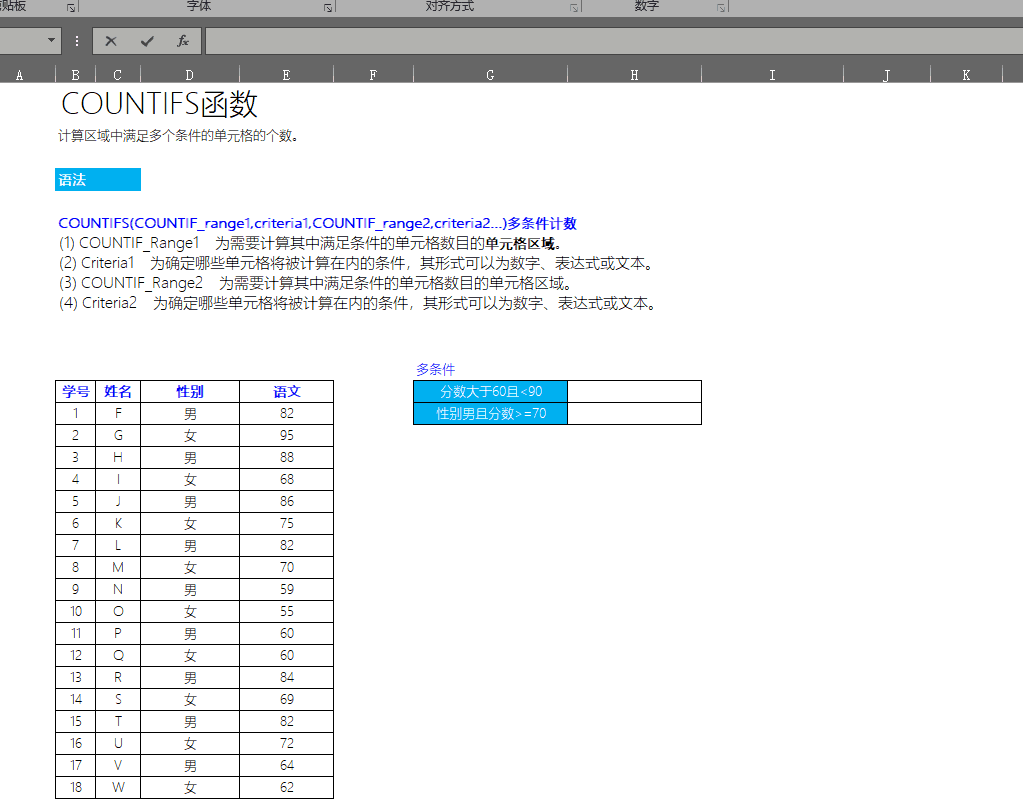 贴板 字体 对齐方式 数字
fx
A B C D E F G H I J K
COUNTIFS函数
计算区域中满足多个条件的单元格的个数。
语法
COUNTIFS(COUNTIF_range1,criteria1,COUNTIF_range2,criteria2...)多条件计数
(1) COUNTIF_Range1 为需要计算其中满足条件的单元格数目的单元格区域。
(2) Criteria1 为确定哪些单元格将被计算在内的条件，其形式可以为数字、表达式或文本。
(3) COUNTIF_Range2 为需要计算其中满足条件的单元格数目的单元格区域。
(4) Criteria2 为确定哪些单元格将被计算在内的条件，其形式可以为数字、表达式或文本。
多条件
分数大于60且<90
性别男且分数>=70
学号 姓名 性别 语文
1 F 男 82
2 G 女 95
3 H 男 88
4 I 女 68
5 J 男 86
6 K 女 75
7 L 男 82
8 M 女 70
9 N 男 59
10 O 女 55
11 P 男 60
12 Q 女 60
13 R 男 84
14 S 女 69
15 T 男 82
16 U 女 72
17 V 男 64
18 W 女 62